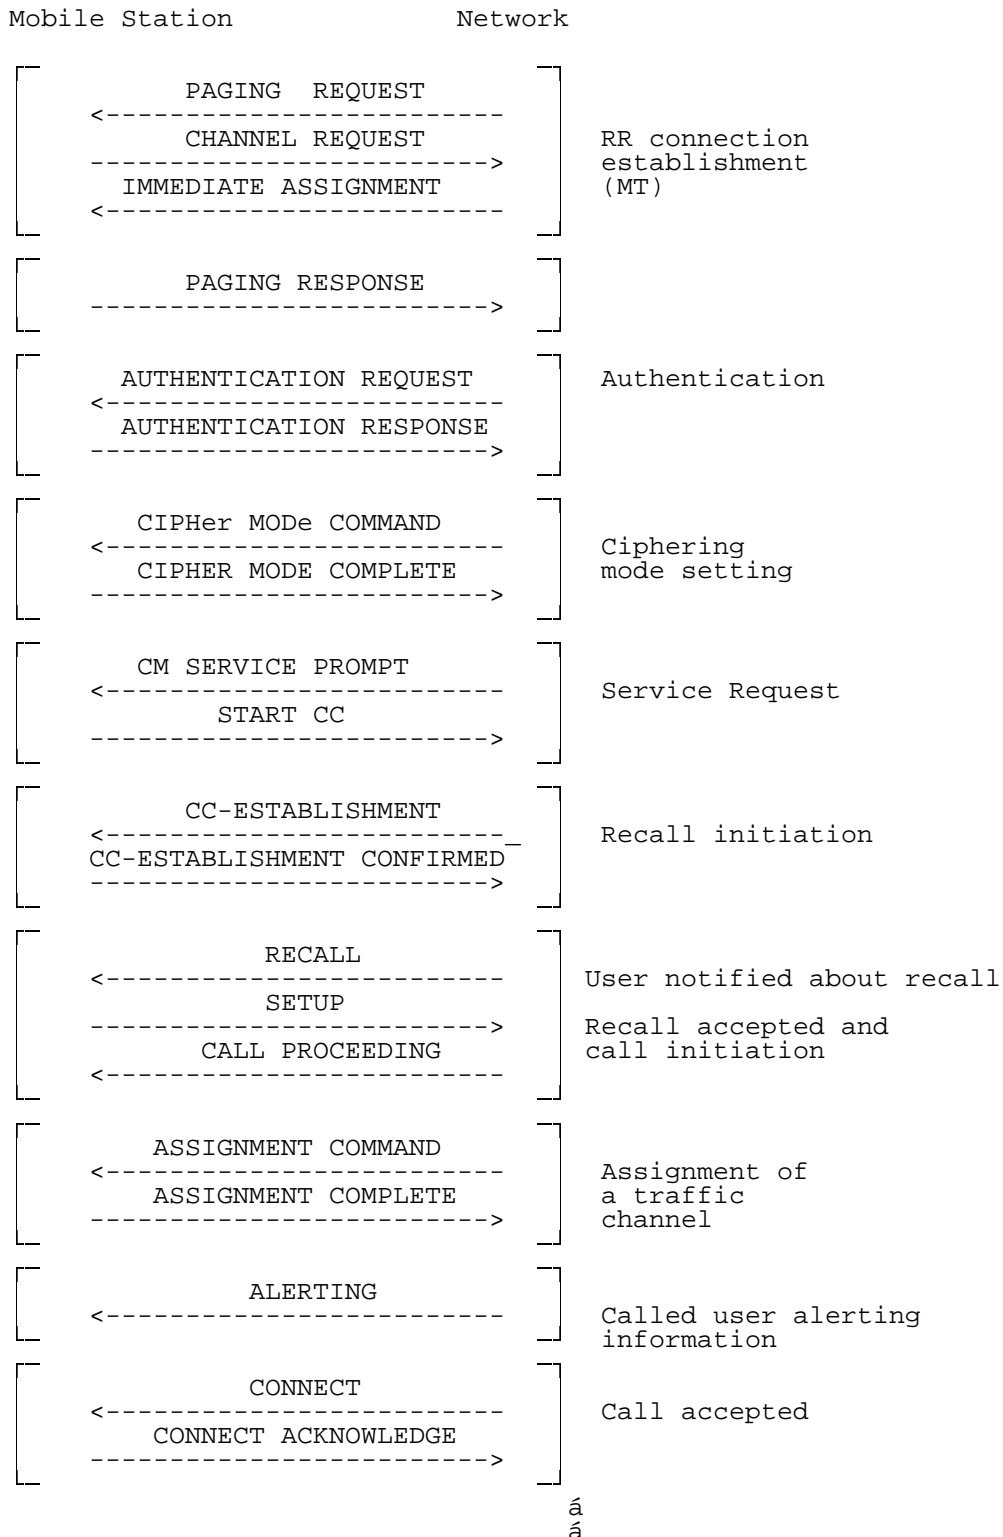 Mobile Station Network
PAGING REQUEST
<-------------------------
CHANNEL REQUEST
RR connection
------------------------->
establishment
IMMEDIATE ASSIGNMENT
(MT)
<-------------------------
PAGING RESPONSE
------------------------->
AUTHENTICATION REQUEST Authentication
<-------------------------
AUTHENTICATION RESPONSE
------------------------->
CIPHer MODe COMMAND
<-------------------------
Ciphering
CIPHER MODE COMPLETE
mode setting
------------------------->
CM SERVICE PROMPT
<-------------------------
Service Request
START CC
------------------------->
CC-ESTABLISHMENT
<-------------------------_
Recall initiation
CC-ESTABLISHMENT CONFIRMED
------------------------->
RECALL
<-------------------------
User notified about recall
SETUP
------------------------->
Recall accepted and
CALL PROCEEDING
call initiation
<-------------------------
ASSIGNMENT COMMAND
<-------------------------
Assignment of
ASSIGNMENT COMPLETE
a traffic
------------------------->
channel
ALERTING
<-------------------------
Called user alerting
information
CONNECT
<-------------------------
Call accepted
CONNECT ACKNOWLEDGE
------------------------->
á
á